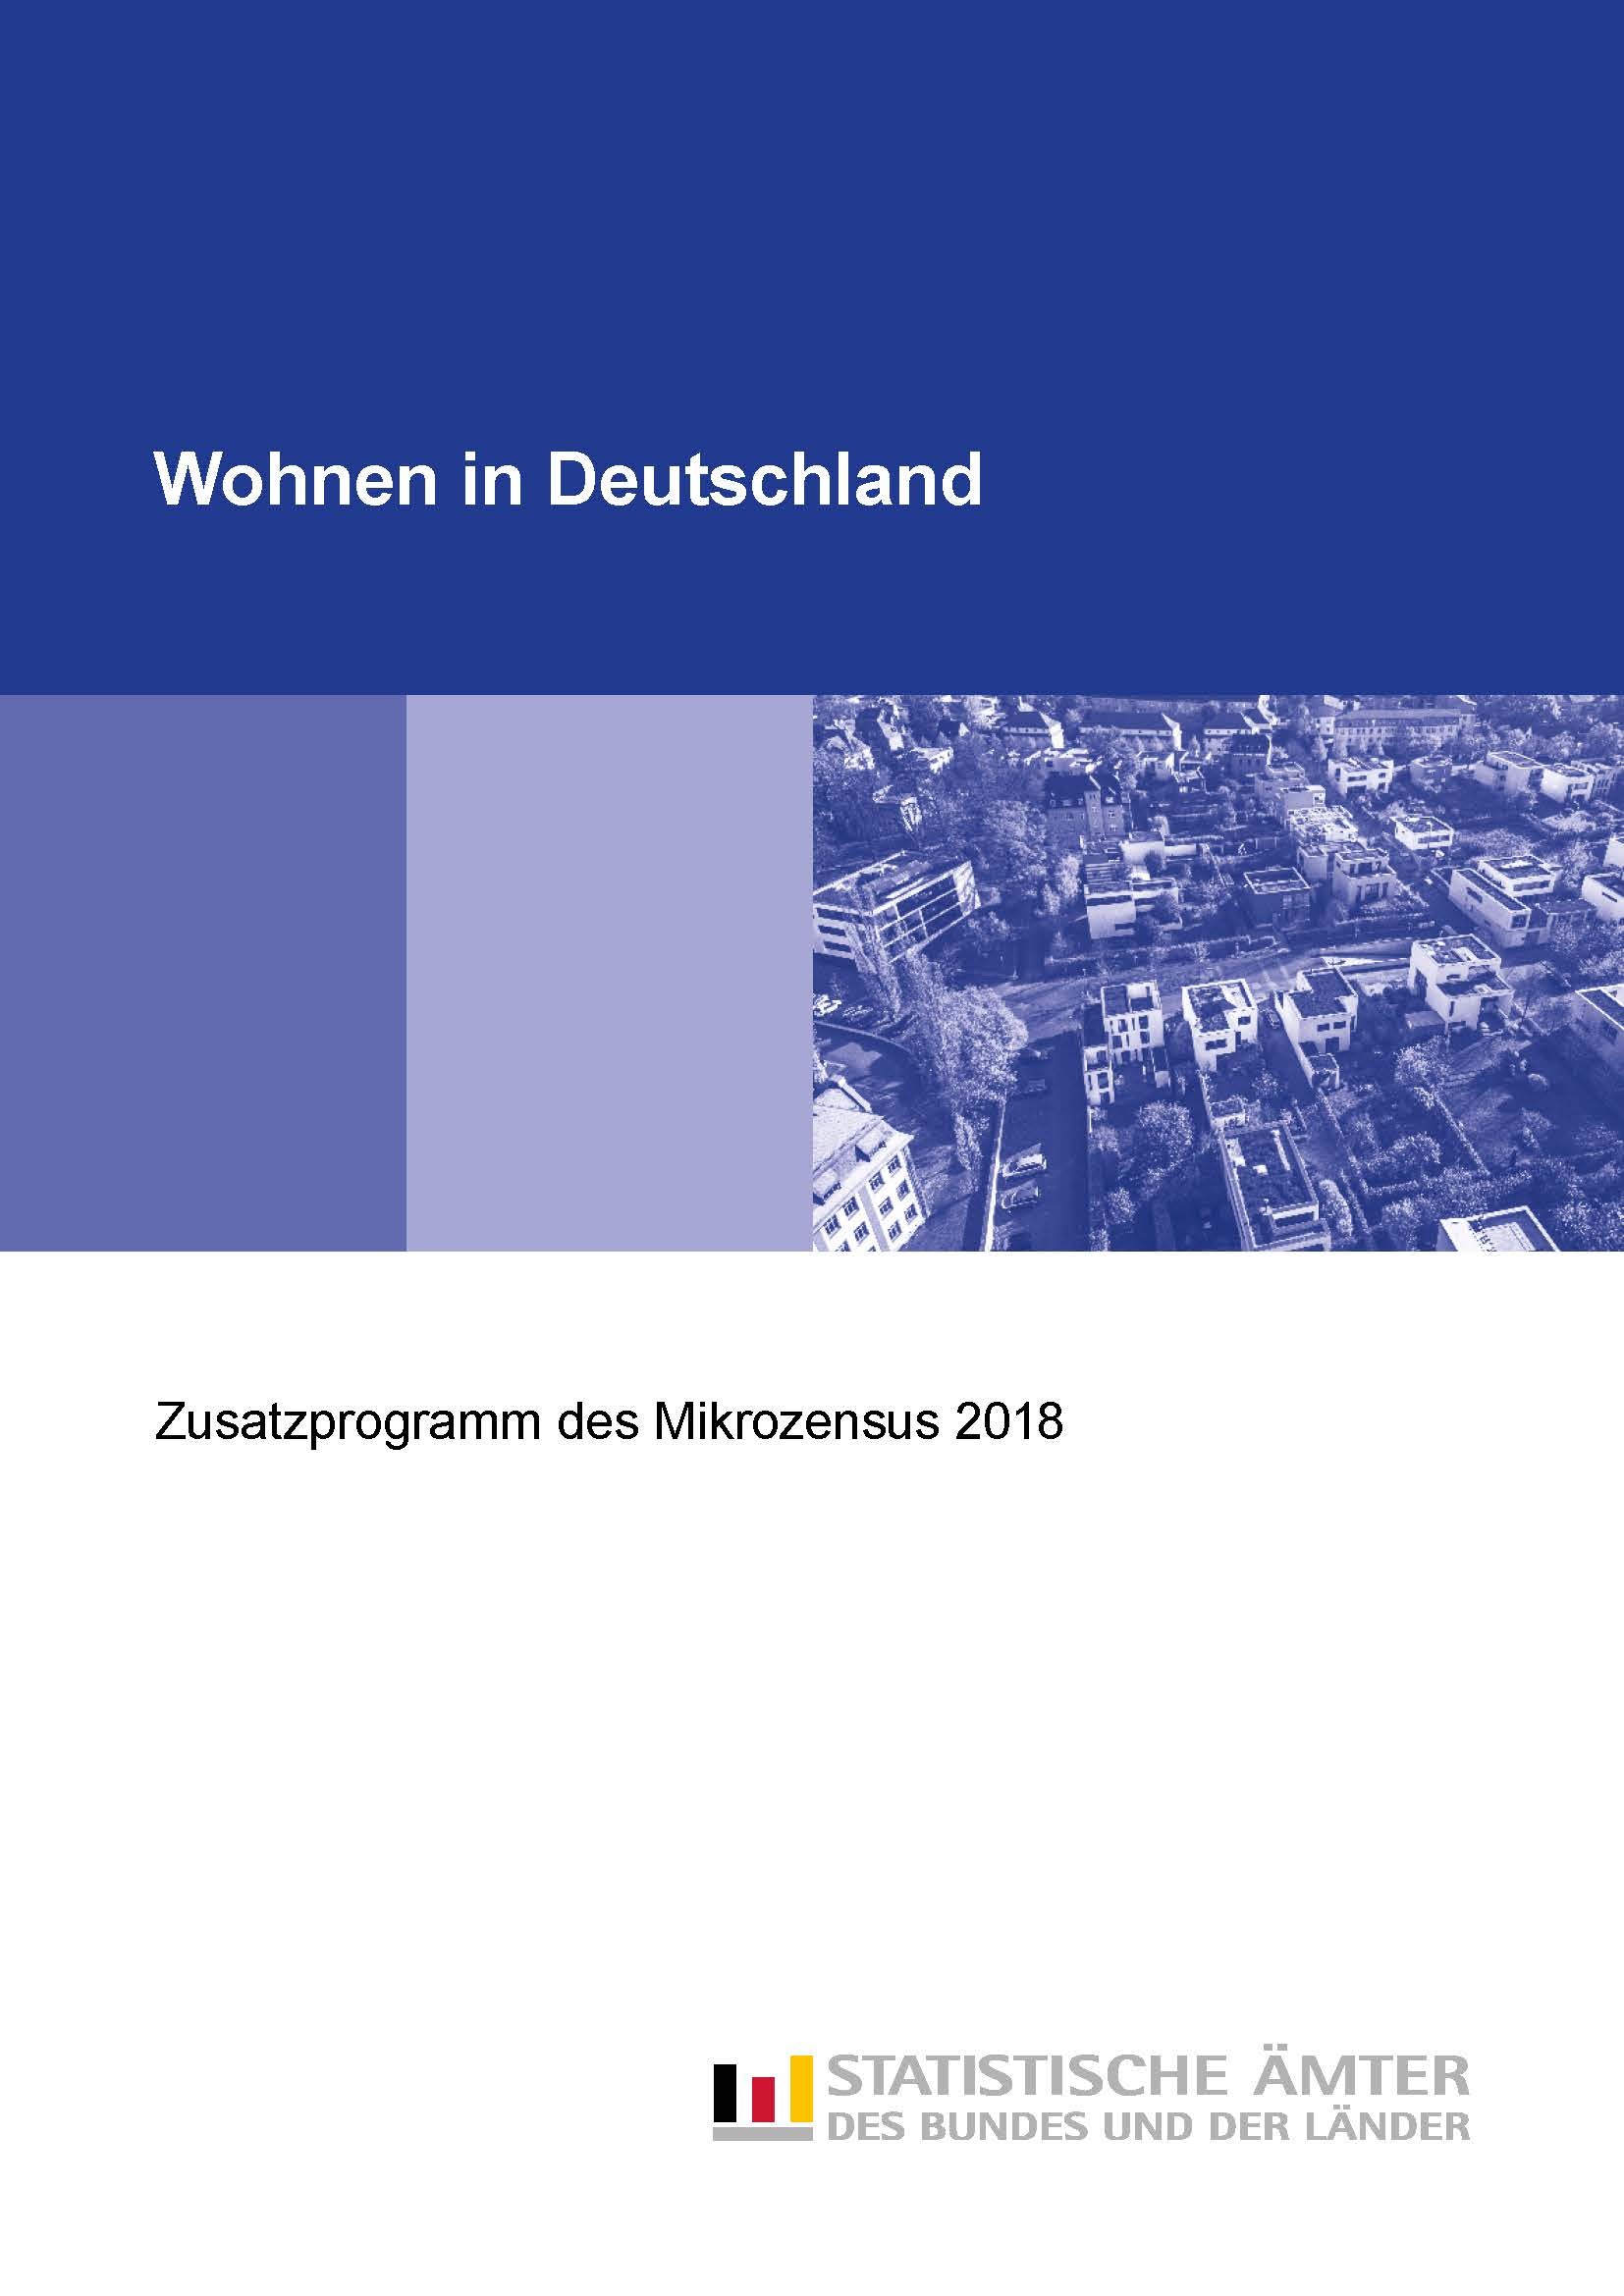 Wohnen in Deutschland
Zusatzprogramm des Mikrozensus 2018
STATISTISCHE ÄMTER
DES BUNDES UND DER LÄNDER